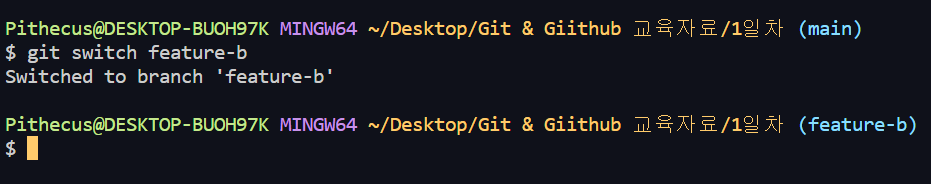 Pithecus@DESKTOP-BUOH97K MINGW64 ~/Desktop/Git & Giithub 교육자료/1일차 (main)
$ git switch feature-b
Switched to branch 'feature-b'
Pithecus@DESKTOP-BUOH97K MINGW64 ~/Desktop/Git & Giithub 교육자료/1일차 (feature-b)
$